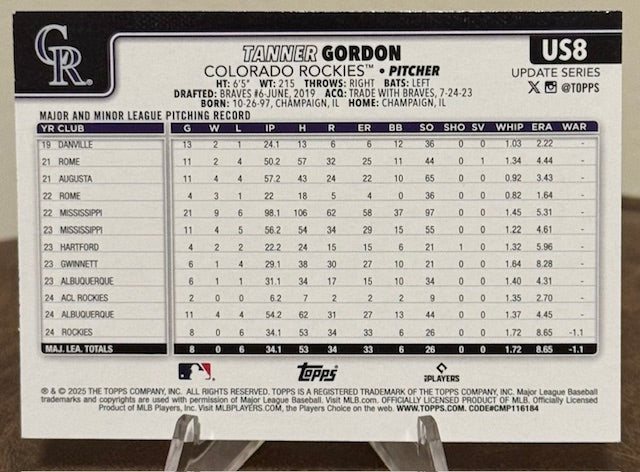 CR
US8
TANNER GORDON
COLORADO ROCKIES™ • PITCHER
UPDATE SERIES
HT: 6'5" WT: 215 THROWS: RIGHT BATS: LEFT
@TOPPS
DRAFTED: BRAVES #6-JUNE, 2019 ACQ: TRADE WITH BRAVES, 7-24-23
BORN: 10-26-97, CHAMPAIGN, IL HOME: CHAMPAIGN, IL
MAJOR AND MINOR LEAGUE PITCHING RECORD
YR CLUB G W L IP H R ER BB SO SHO SV WHIP ERA WAR
19 DANVILLE 13 2 1 24.1 13 6 6 12 36 0 0 1.03 2.22 -
21 ROME 11 2 4 50.2 57 32 25 11 44 0 1 1.34 4.44 -
21 AUGUSTA 11 4 4 57.2 43 24 22 10 65 0 0 0.92 3.43 -
22 ROME 4 3 1 22 18 5 4 0 36 0 0 0.82 1.64 -
22 MISSISSIPPI 21 9 6 98.1 106 62 58 37 97 0 0 1.45 5.31 -
23 MISSISSIPPI 11 4 5 56.2 54 34 29 15 55 0 0 1.22 4.61 -
23 HARTFORD 4 2 2 22.2 24 15 15 6 21 1 0 1.32 5.96 -
23 GWINNETT 6 1 4 29.1 38 30 27 10 21 0 0 1.64 8.28 -
23 ALBUQUERQUE 6 1 1 31.1 34 17 15 10 34 0 0 1.40 4.31 -
24 ACL ROCKIES 2 0 0 6.2 7 2 2 2 9 0 0 1.35 2.70 -
24 ALBUQUERQUE 11 4 4 54.2 62 31 27 13 44 0 0 1.37 4.45 -
24 ROCKIES 8 0 6 34.1 53 34 33 6 26 0 0 1.72 8.65 -1.1
MAJ. LEA. TOTALS 8 0 6 34.1 53 34 33 6 26 0 0 1.72 8.65 -1.1
Topps
PLAYERS
® & © 2025 THE TOPPS COMPANY, INC. ALL RIGHTS RESERVED. TOPPS IS A REGISTERED TRADEMARK OF THE TOPPS COMPANY, INC. Major League Baseball
trademarks and copyrights are used with permission of Major League Baseball. Visit MLB.com. OFFICIALLY LICENSED PRODUCT OF MLB. Officially Licensed
Product of MLB Players, Inc. Visit MLBPLAYERS.COM, the Players Choice on the web. WWW.TOPPS.COM. CODE#CMP116184